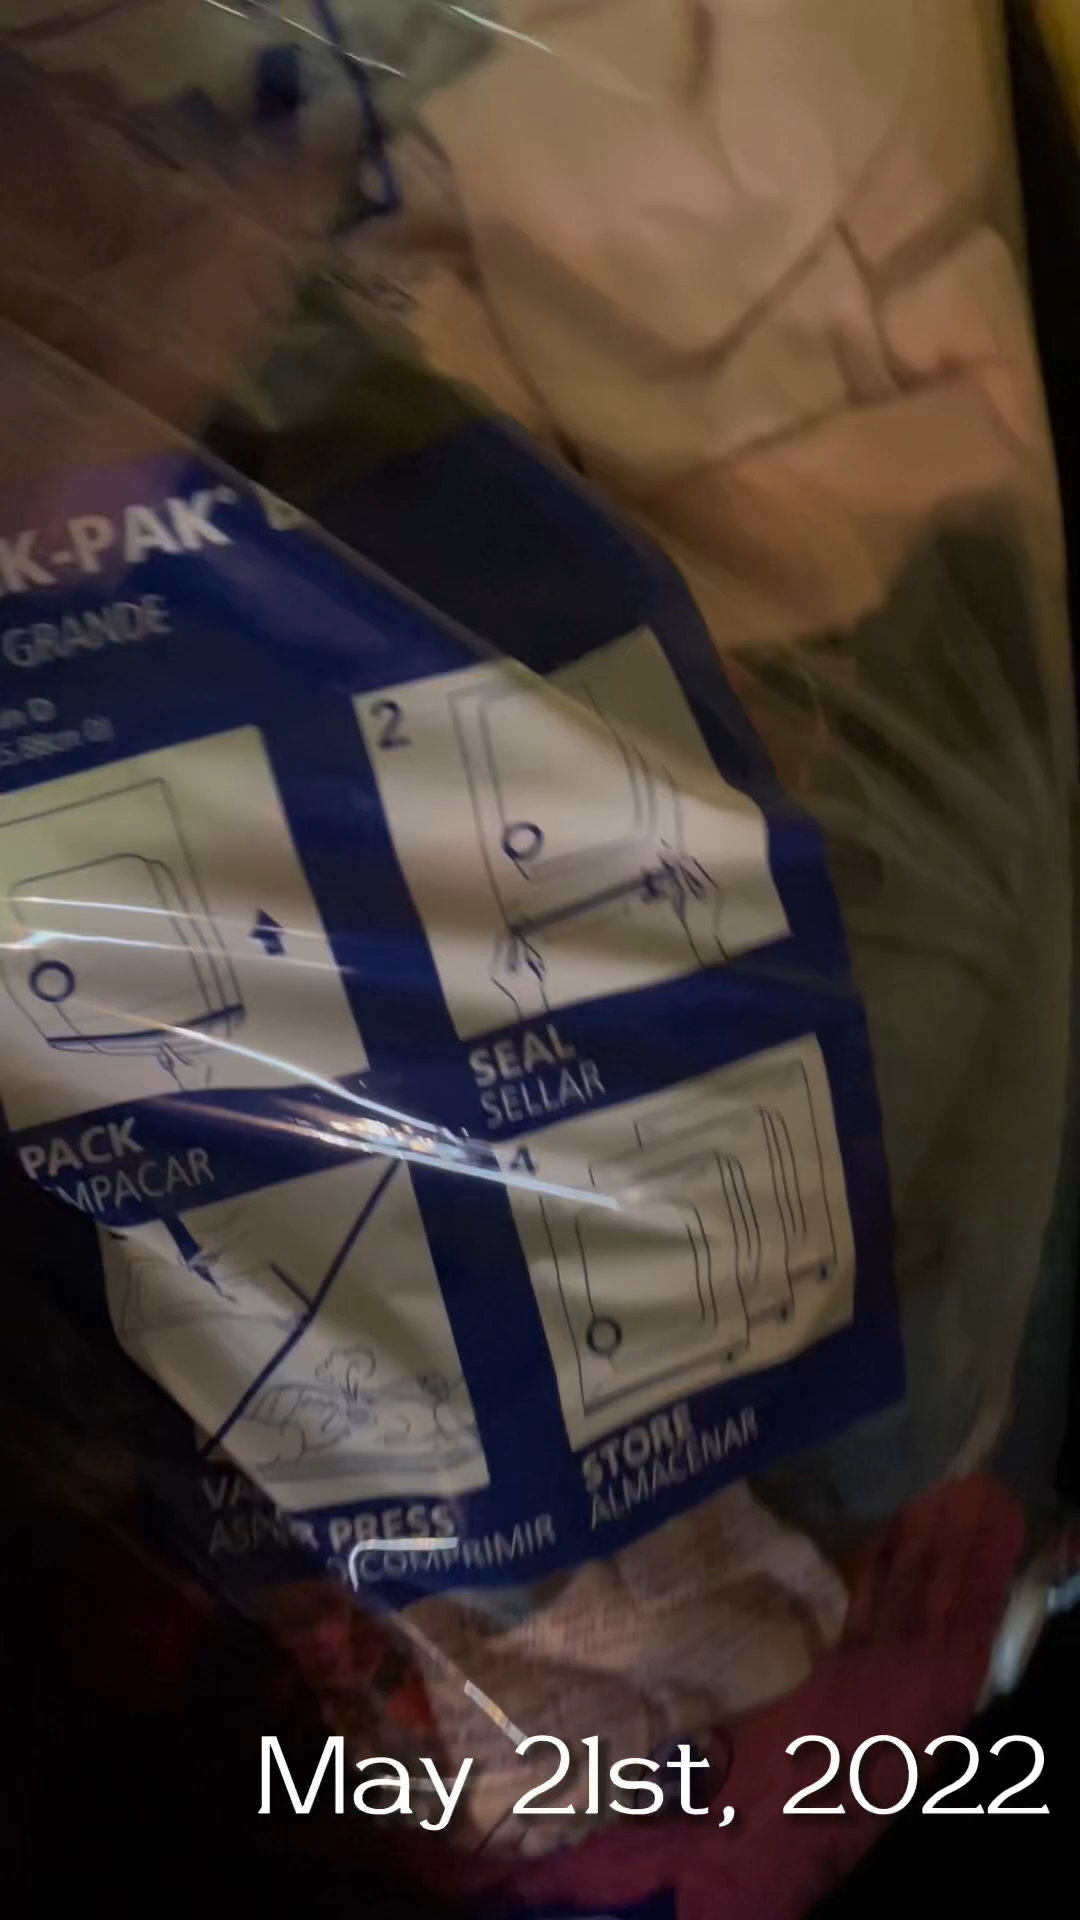 K-PAK®
GRANDE
2
PACK
MPACAR
SEAL
SELLAR
4
STORE
ALMACENAR
PRESS
COMPRIMIR
May 21st, 2022